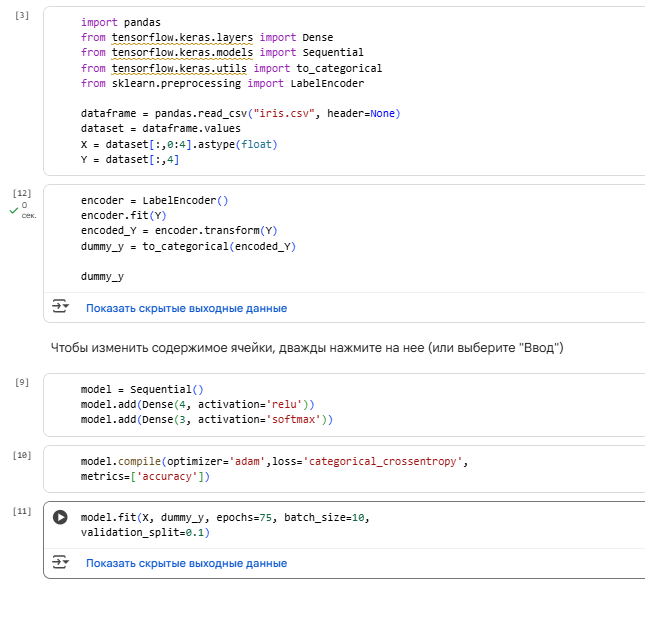 [3]
import pandas
from tensorflow.keras.layers import Dense
from tensorflow.keras.models import Sequential
from tensorflow.keras.utils import to_categorical
from sklearn.preprocessing import LabelEncoder
dataframe = pandas.read_csv("iris.csv", header=None)
dataset = dataframe.values
X = dataset[:,0:4].astype(float)
Y = dataset[:,4]
[12]
0
сек.
encoder = LabelEncoder()
encoder.fit(Y)
encoded_Y = encoder.transform(Y)
dummy_y = to_categorical(encoded_Y)
dummy_y
Показать скрытые выходные данные
Чтобы изменить содержимое ячейки, дважды нажмите на нее (или выберите "Ввод")
[9]
model = Sequential()
model.add(Dense(4, activation='relu'))
model.add(Dense(3, activation='softmax'))
[10]
model.compile(optimizer='adam',loss='categorical_crossentropy',
metrics=['accuracy'])
[11]
model.fit(X, dummy_y, epochs=75, batch_size=10,
validation_split=0.1)
Показать скрытые выходные данные